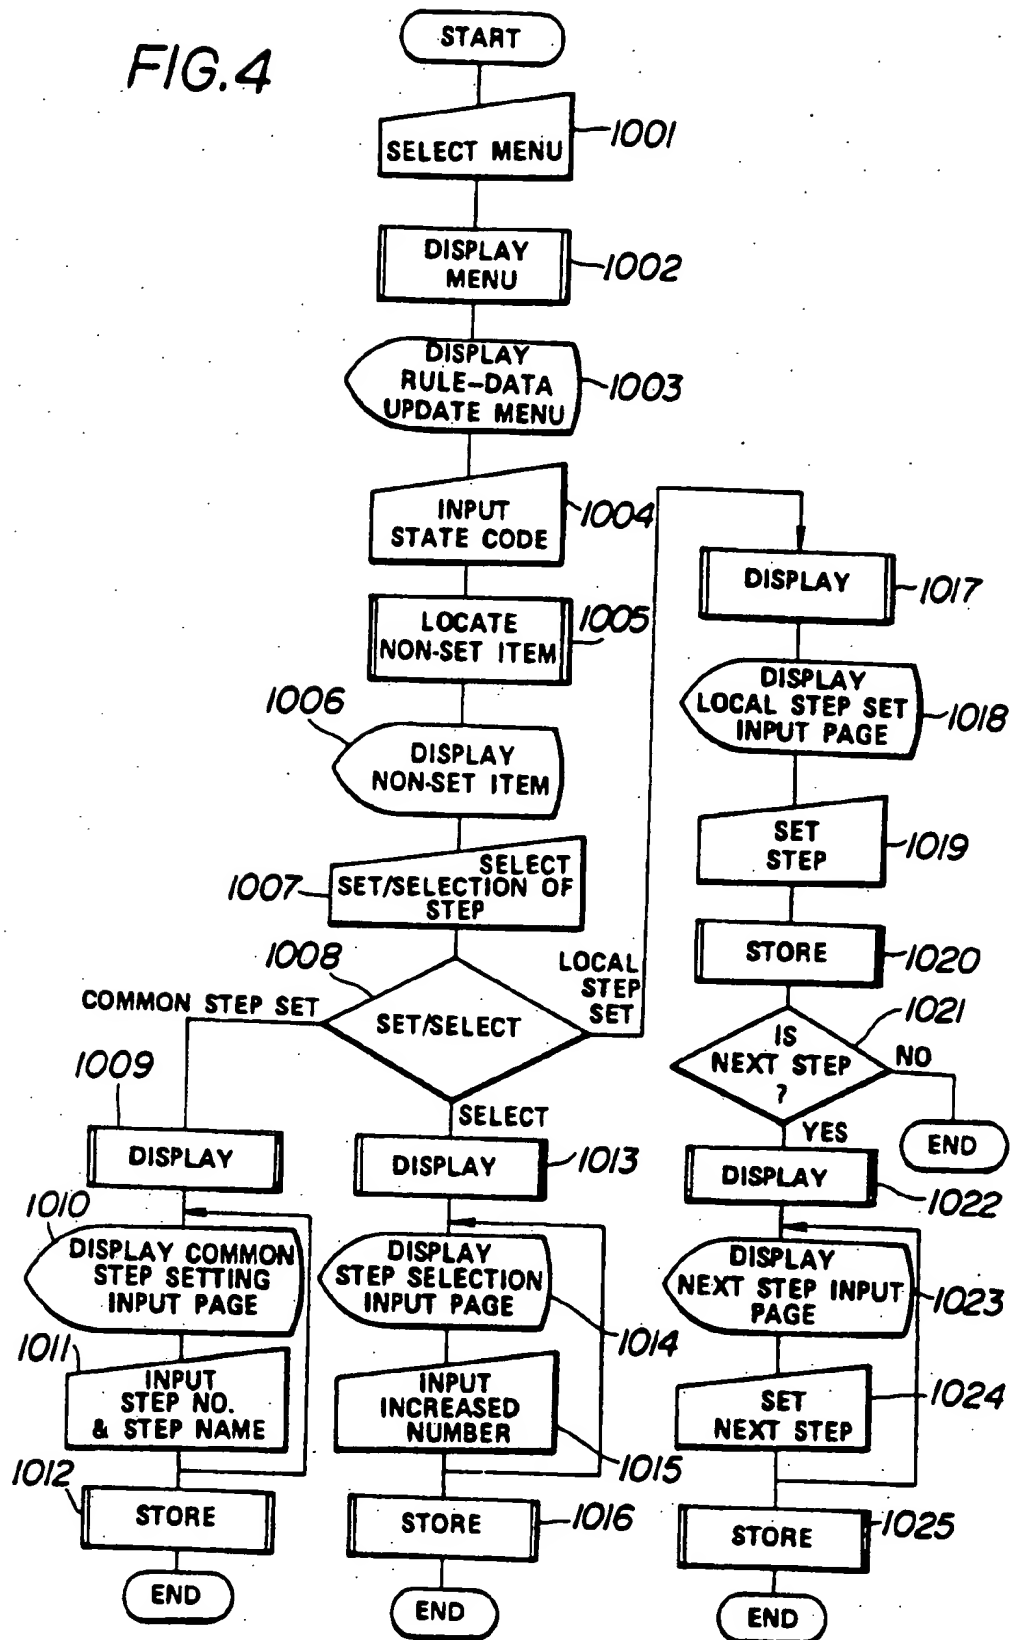 FIG.4
START
SELECT MENU
1001
DISPLAY
MENU
1002
DISPLAY
RULE-DATA
UPDATE MENU
1003
INPUT
STATE CODE
1004
LOCATE
NON-SET ITEM
1005
1006
DISPLAY
NON-SET ITEM
1007
SELECT
SET/SELECTION OF
STEP
1008
SET/SELECT
COMMON STEP SET
LOCAL
STEP
SET
SELECT
1009
DISPLAY
1010
DISPLAY COMMON
STEP SETTING
INPUT PAGE
1011
INPUT
STEP NO.
& STEP NAME
1012
STORE
END
DISPLAY
1013
DISPLAY
STEP SELECTION
INPUT PAGE
1014
INPUT
INCREASED
NUMBER
1015
STORE
1016
END
DISPLAY
1017
DISPLAY
LOCAL STEP SET
INPUT PAGE
1018
SET
STEP
1019
STORE
1020
1021
IS
NEXT STEP
?
NO
END
YES
DISPLAY
1022
DISPLAY
NEXT STEP INPUT
PAGE
1023
SET
NEXT STEP
1024
STORE
1025
END